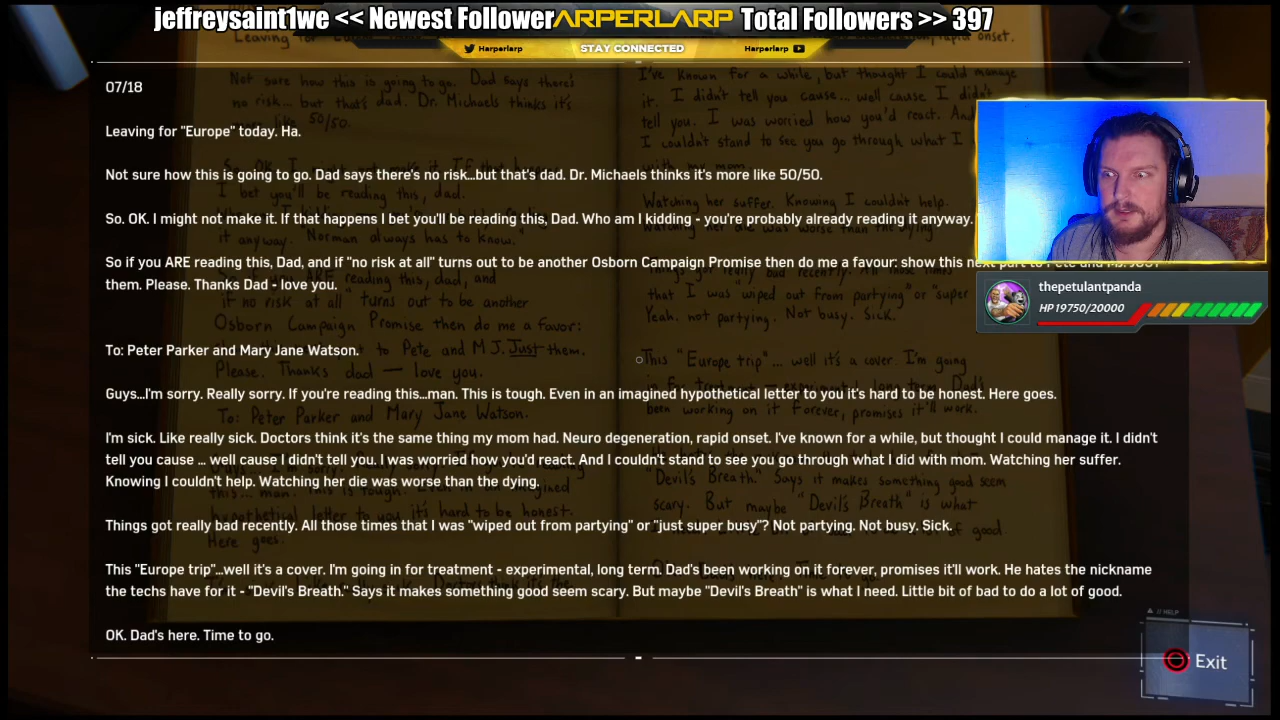 jeffreysaint1we << Newest Follower
ARPERLARP
Total Followers >> 397
Harperlarp
STAY CONNECTED
Harperlarp
07/18
Leaving for "Europe" today. Ha.
Not sure how this is going to go. Dad says there's no risk...but that's dad. Dr. Michaels thinks it's more like 50/50.
So. OK. I might not make it. If that happens I bet you'll be reading this, Dad. Who am I kidding - you're probably already reading it anyway.
So if you ARE reading this, Dad, and if "no risk at all" turns out to be another Osborn Campaign Promise then do me a favour: show this next part to Pete and MJ. JUST
them. Please. Thanks Dad - love you.
To: Peter Parker and Mary Jane Watson.
Guys...I'm sorry. Really sorry. If you're reading this...man. This is tough. Even in an imagined hypothetical letter to you it's hard to be honest. Here goes.
I'm sick. Like really sick. Doctors think it's the same thing my mom had. Neuro degeneration, rapid onset. I've known for a while, but thought I could manage it. I didn't
tell you cause ... well cause I didn't tell you. I was worried how you'd react. And I couldn't stand to see you go through what I did with mom. Watching her suffer.
Knowing I couldn't help. Watching her die was worse than the dying.
Things got really bad recently. All those times that I was "wiped out from partying" or "just super busy"? Not partying. Not busy. Sick.
This "Europe trip"...well it's a cover. I'm going in for treatment - experimental, long term. Dad's been working on it forever, promises it'll work. He hates the nickname
the techs have for it - "Devil's Breath." Says it makes something good seem scary. But maybe "Devil's Breath" is what I need. Little bit of bad to do a lot of good.
OK. Dad's here. Time to go.
thepetulantpanda
HP 19750/20000
HELP
Exit